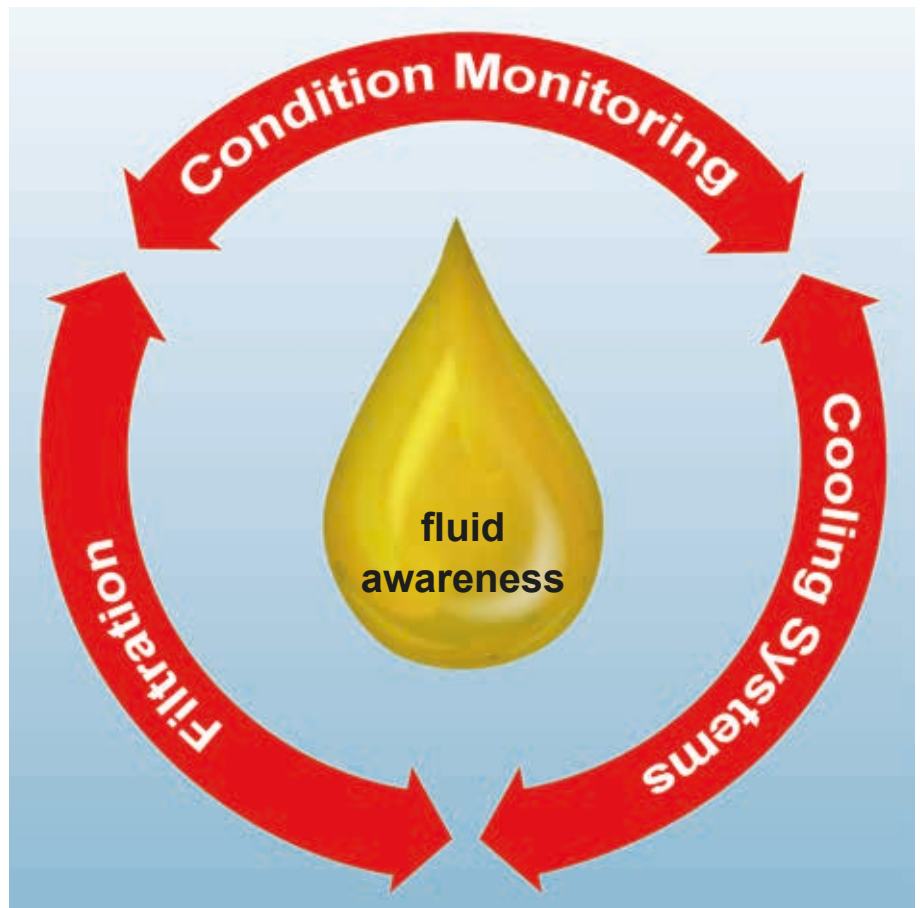 Condition Monitoring
Cooling Systems
Filtration
fluid
awareness